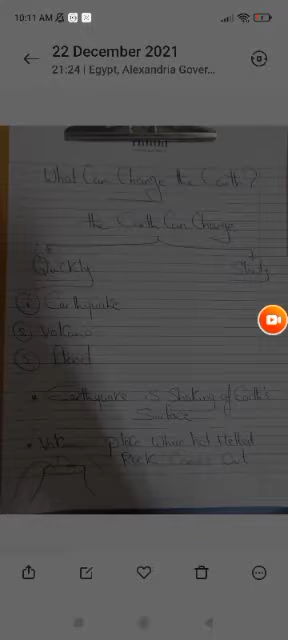 10:11 AM
22 December 2021
21:24 | Egypt, Alexandria Gover...
What Can Change the Earth?
the Earth Can Change
Quickly
① Earthquake
② Volcano
③ Flood
• Earthquake is Shaking of Earth's
Surface
• place where hot Melted
Rock Comes Out